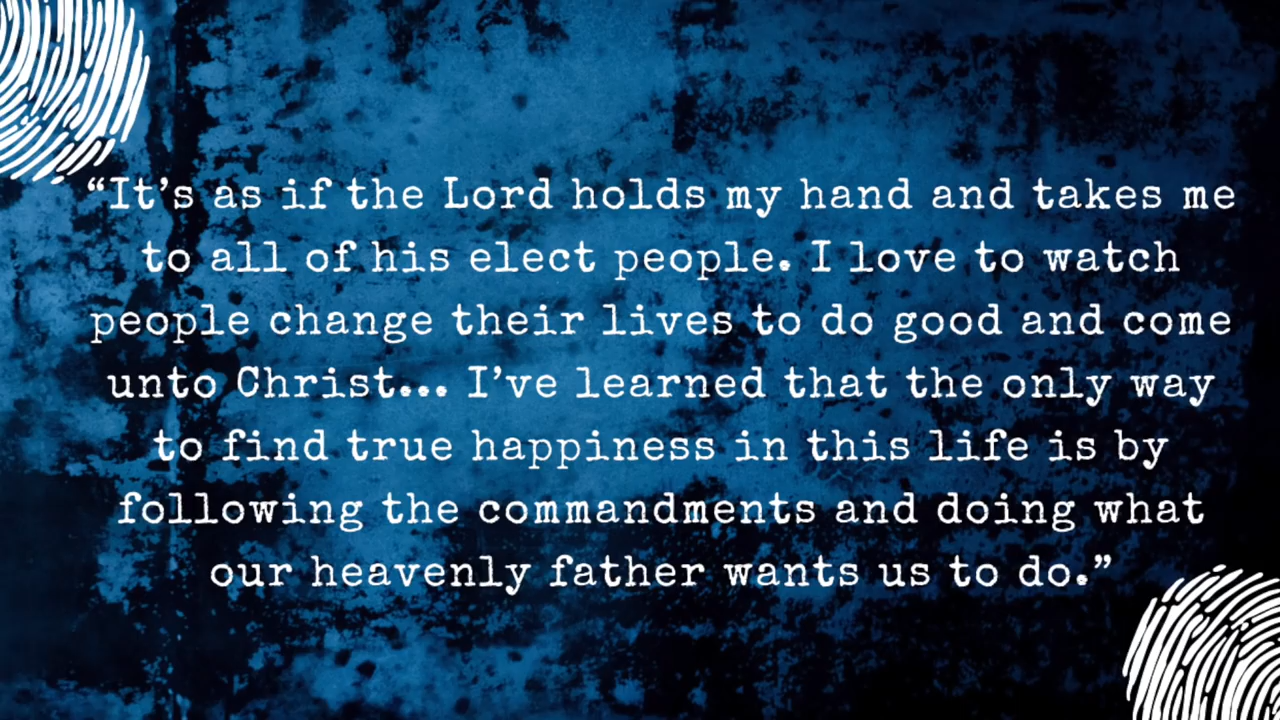 “It’s as if the Lord holds my hand and takes me
to all of his elect people. I love to watch
people change their lives to do good and come
unto Christ... I’ve learned that the only way
to find true happiness in this life is by
following the commandments and doing what
our heavenly father wants us to do.”